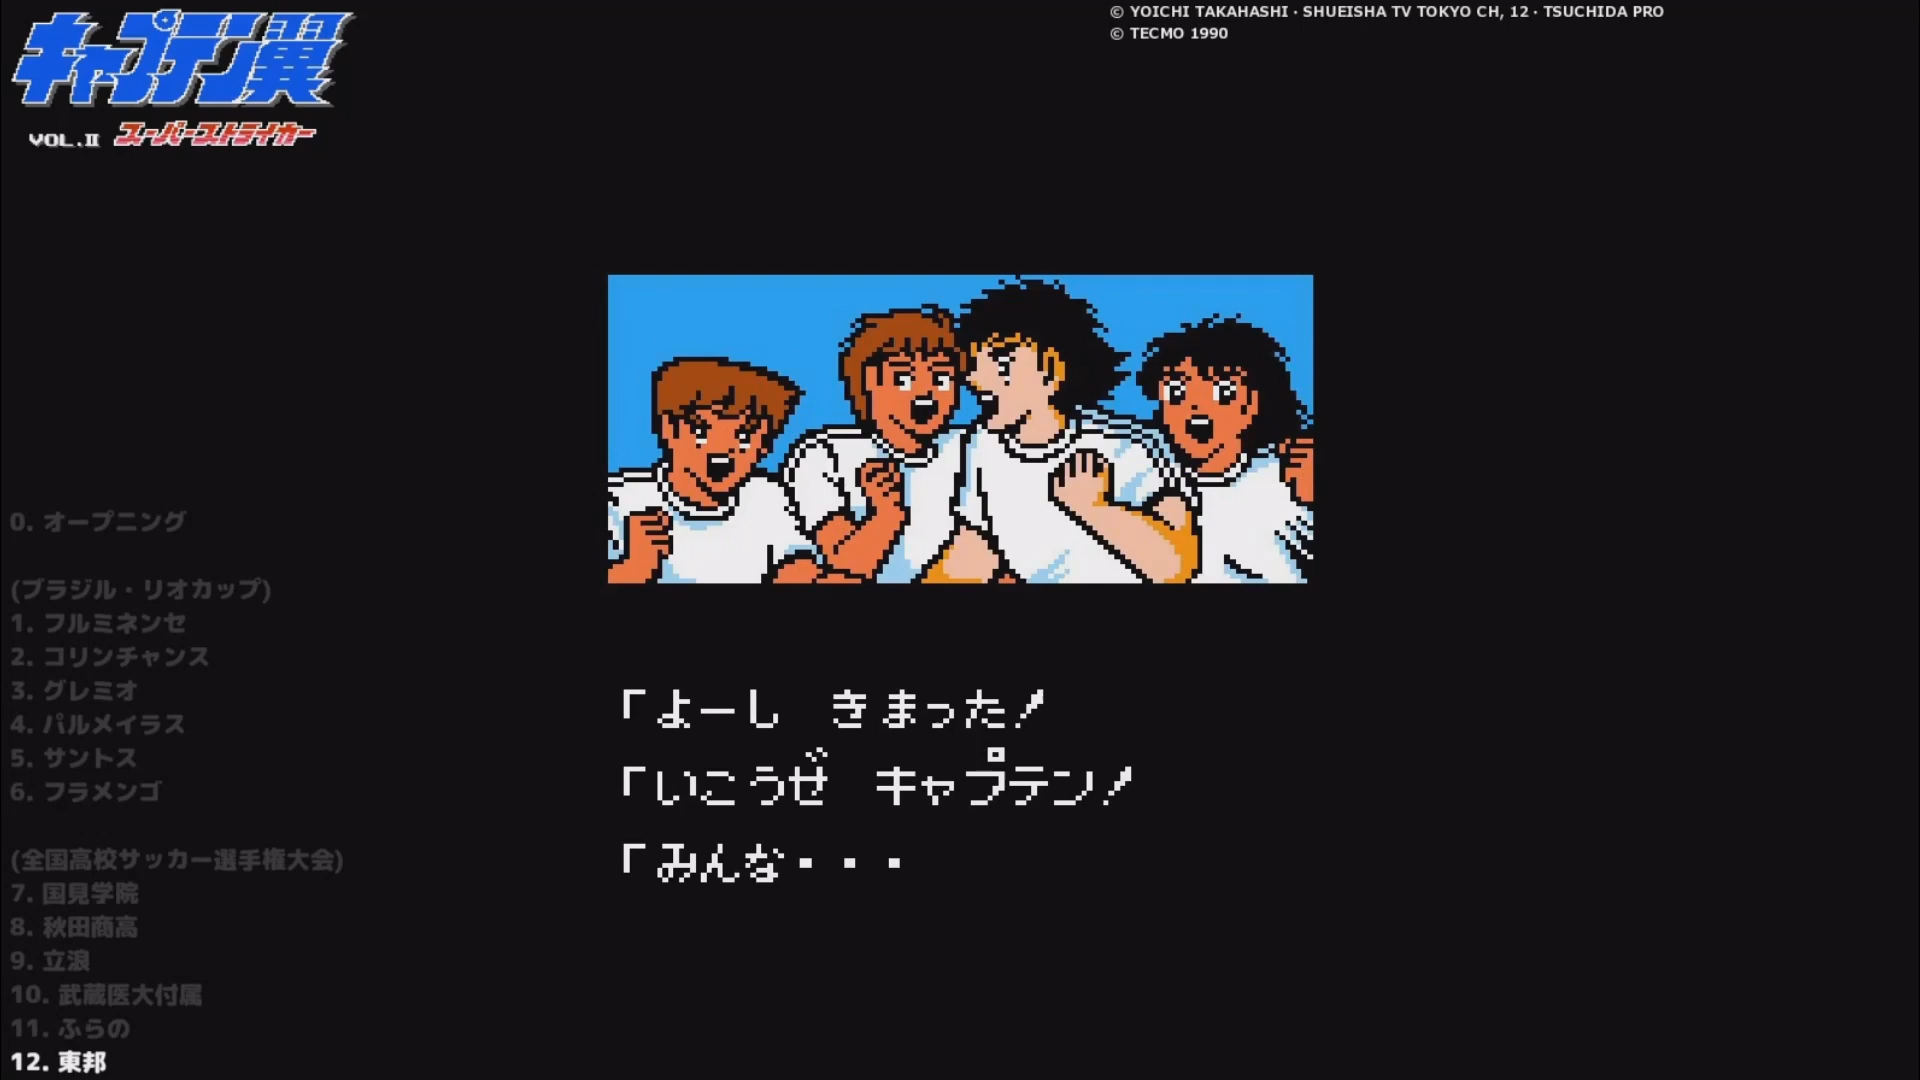 キャプテン翼
VOL.II スーパーストライカー
© YOICHI TAKAHASHI · SHUEISHA TV TOKYO CH, 12 · TSUCHIDA PRO
© TECMO 1990
「よーし きまった!
「いこうぜ キャプテン!
「みんな・・・
0. オープニング
(ブラジル・リオカップ)
1. フルミネンセ
2. コリンチャンス
3. グレミオ
4. パルメイラス
5. サントス
6. フラメンゴ
(全国高校サッカー選手権大会)
7. 国見学院
8. 秋田商高
9. 立浪
10. 武蔵医大付属
11. ふらの
12. 東邦